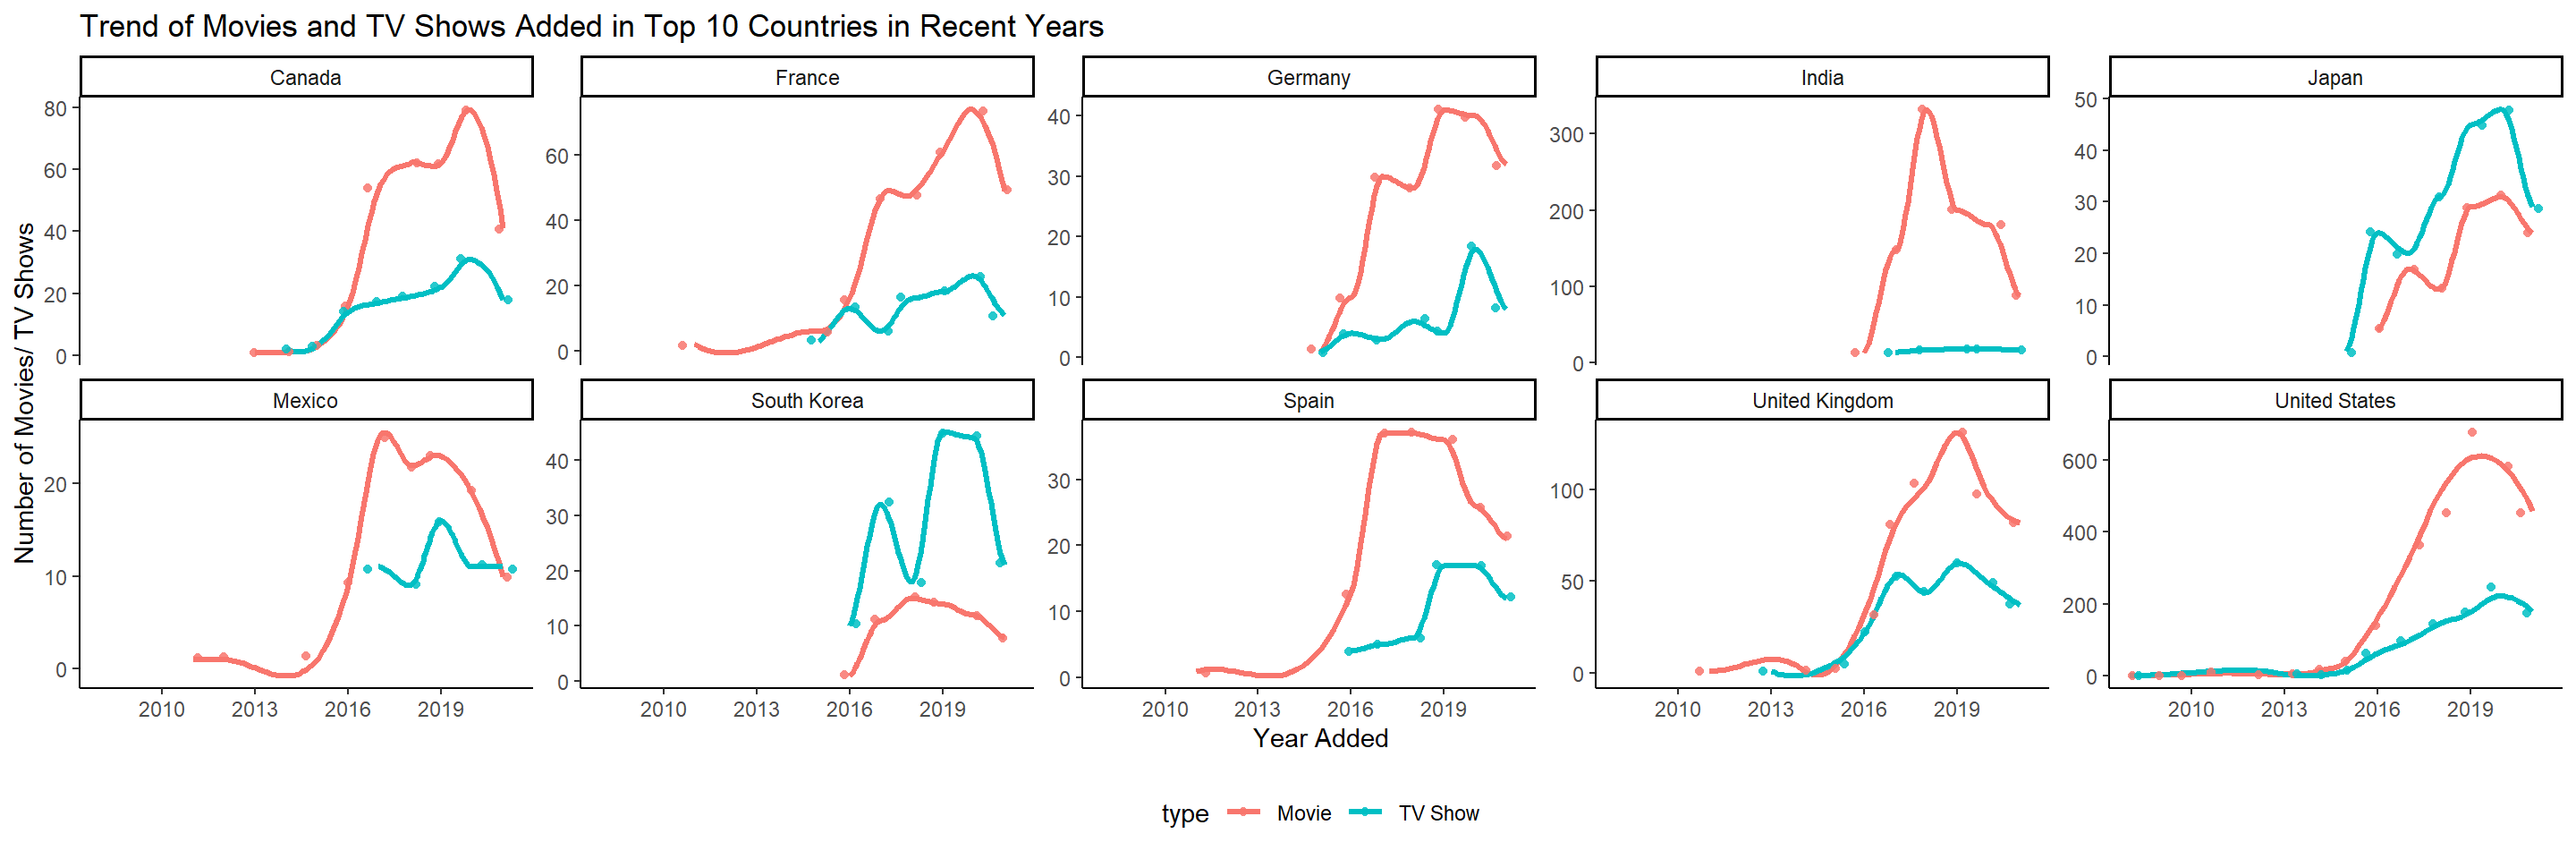 Trend of Movies and TV Shows Added in Top 10 Countries in Recent Years
Canada France Germany India Japan
80 60 40 20 0
60 40 20 0
40 30 20 10 0
300 200 100 0
50 40 30 20 10 0
Number of Movies/ TV Shows
Mexico South Korea Spain United Kingdom United States
20 10 0
40 30 20 10 0
30 20 10 0
100 50 0
600 400 200 0
2010 2013 2016 2019 2010 2013 2016 2019 2010 2013 2016 2019 2010 2013 2016 2019 2010 2013 2016 2019
Year Added
type Movie TV Show